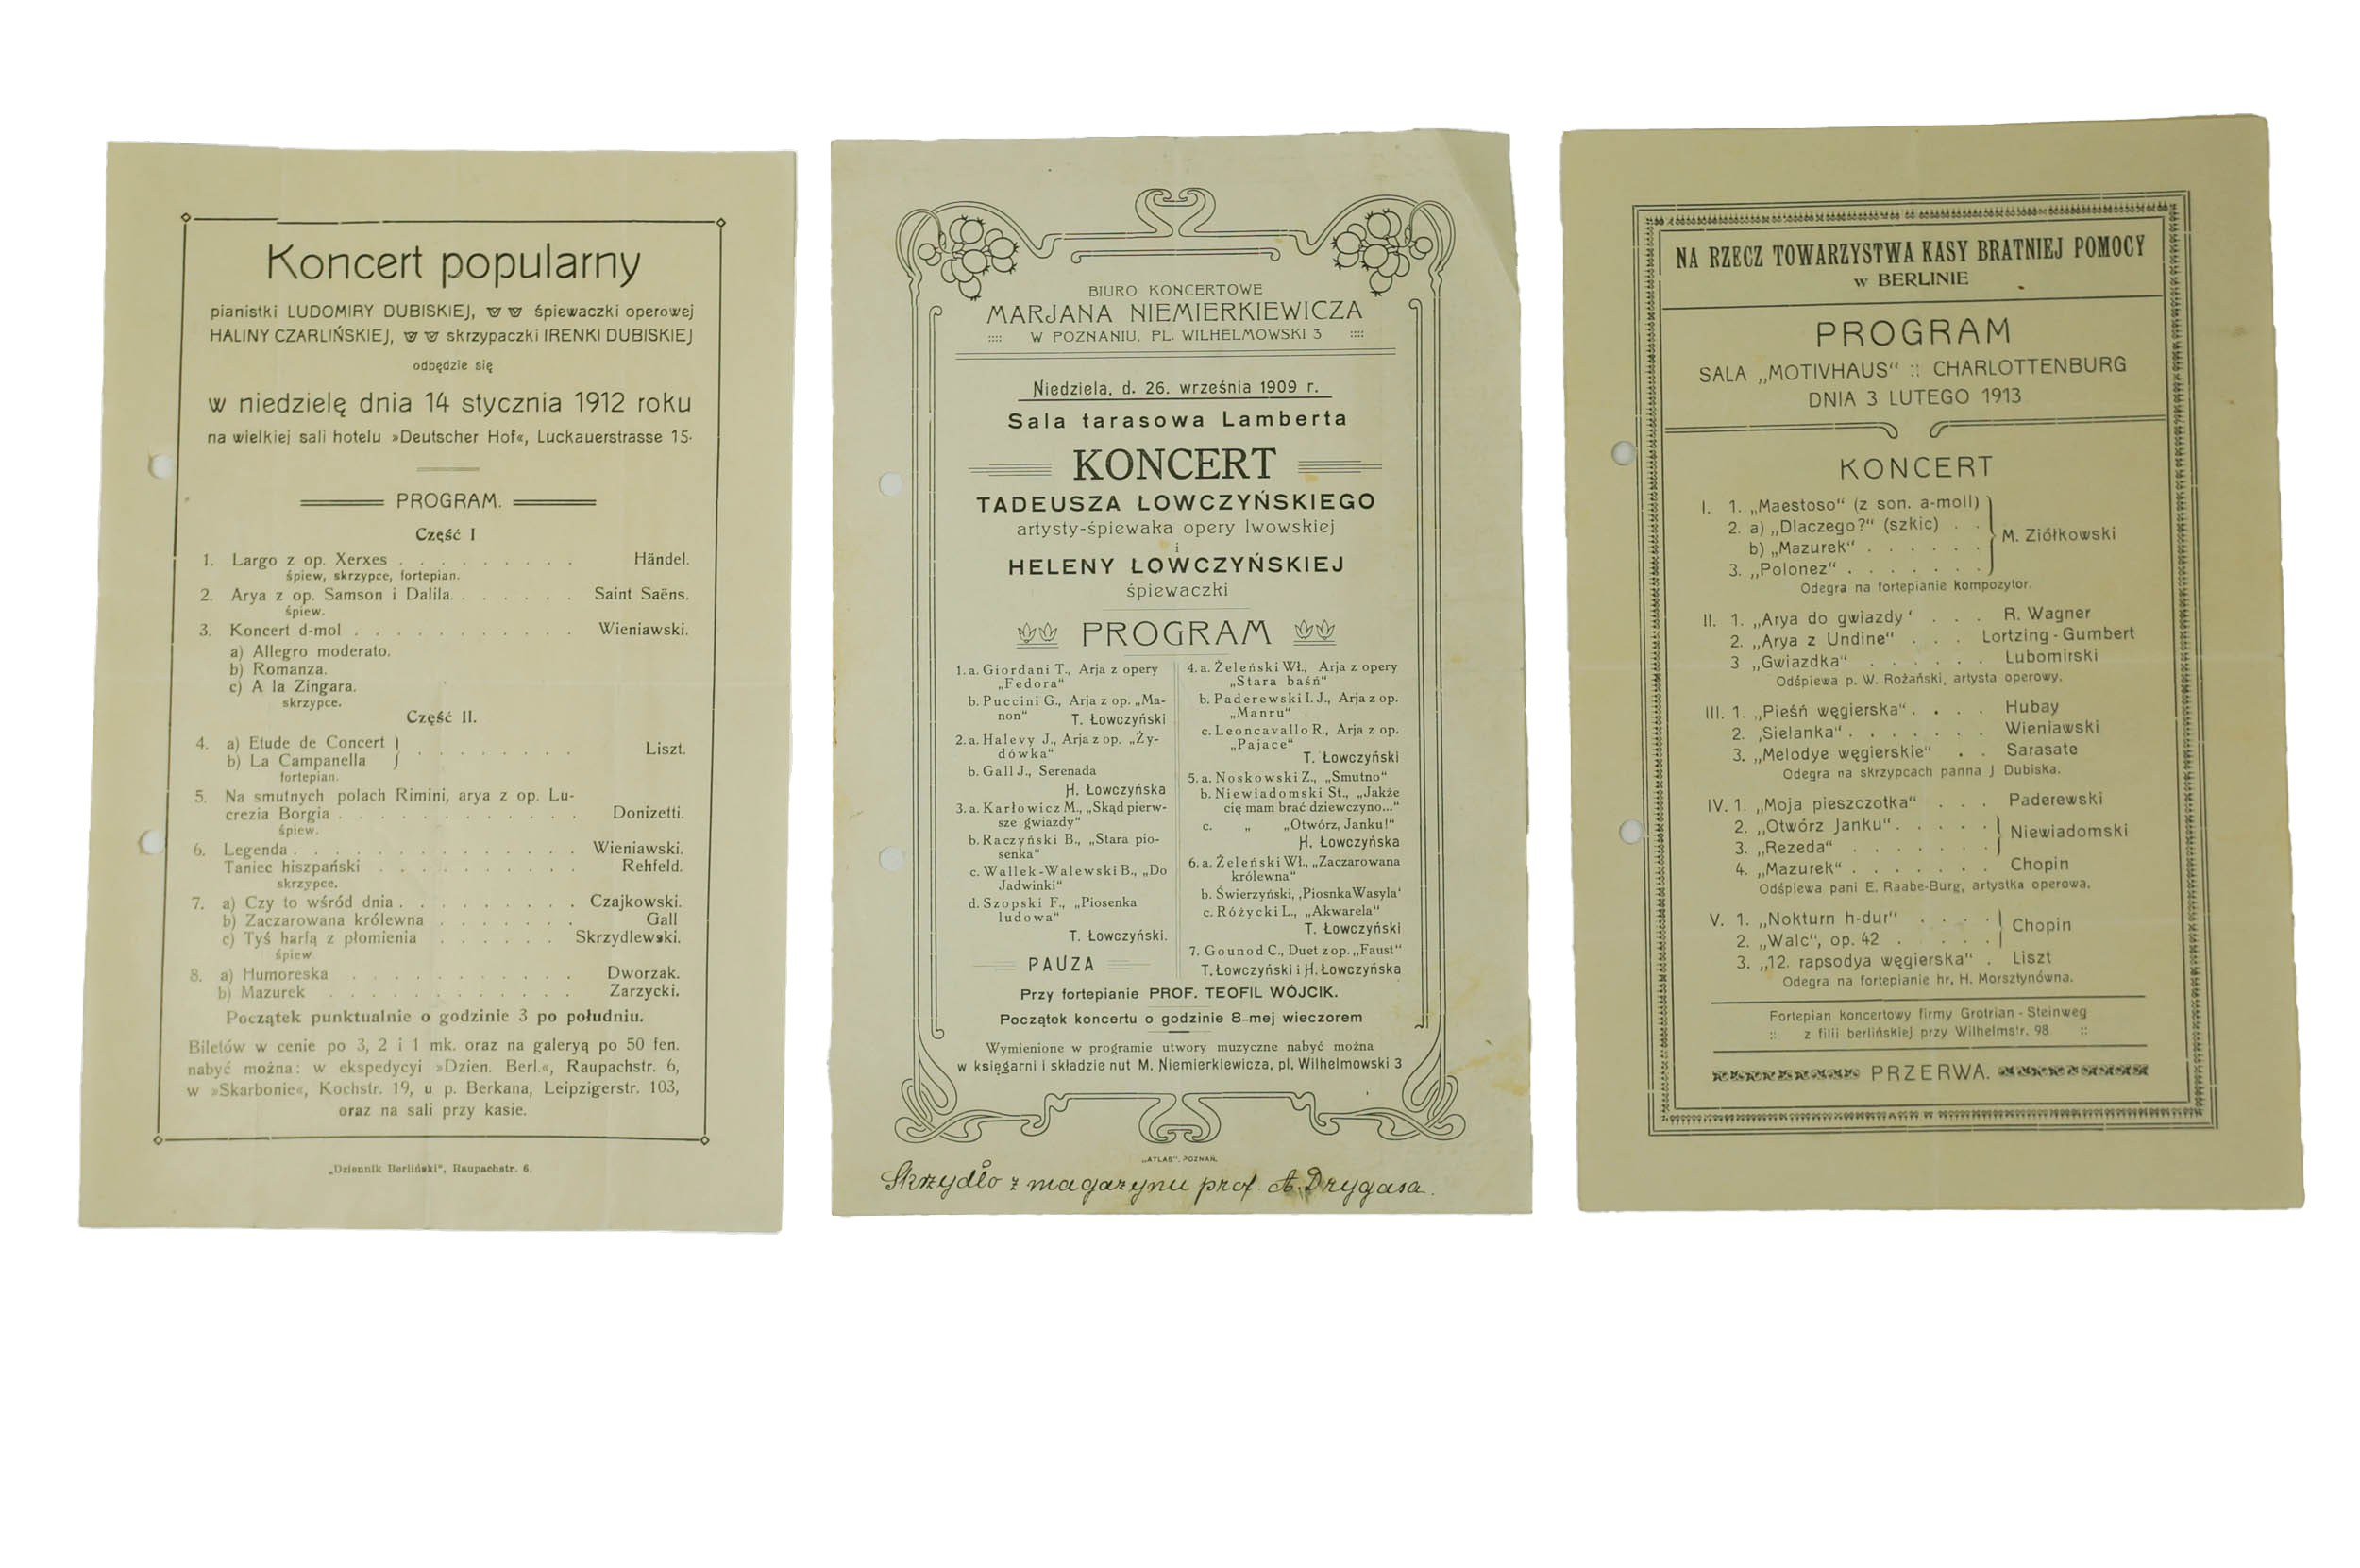 Koncert popularny
pianistki LUDOMIRY DUBISKIEJ, śpiewaczki operowej
HALINY CZARLIŃSKIEJ, skrzypaczki IRENKI DUBISKIEJ
odbędzie się
w niedzielę dnia 14 stycznia 1912 roku
na wielkiej sali hotelu »Deutscher Hof«, Luckauerstrasse 15.
PROGRAM.
Część I
1. Largo z op. Xerxes . . . . . . . . . Händel.
śpiew, skrzypce, fortepian.
2. Arya z op. Samson i Dalila. . . . . . . Saint Saëns.
śpiew.
3. Koncert d-mol . . . . . . . . . . . Wieniawski.
a) Allegro moderato.
b) Romanza.
c) A la Zingara.
skrzypce.
Część II.
4. a) Etude de Concert
b) La Campanella } . . . . . . . . Liszt.
fortepian.
5. Na smutnych polach Rimini, arya z op. Lu-
crezia Borgia . . . . . . . . . . . . Donizetti.
śpiew.
6. Legenda . . . . . . . . . . . . . . Wieniawski.
Taniec hiszpański . . . . . . . . . . Rehfeld.
skrzypce.
7. a) Czy to wśród dnia . . . . . . . . . Czajkowski.
b) Zaczarowana królewna . . . . . . . Gall
c) Tyś harfą z płomienia . . . . . . Skrzydlewski.
śpiew
8. a) Humoreska . . . . . . . . . . . Dworzak.
b) Mazurek . . . . . . . . . . . . Zarzycki.
Początek punktualnie o godzinie 3 po południu.
Biletów w cenie po 3, 2 i 1 mk. oraz na galeryą po 50 fen.
nabyć można: w ekspedycyi »Dzien. Berl.«, Raupachstr. 6,
w »Skarbonie«, Kochstr. 19, u p. Berkana, Leipzigerstr. 103,
oraz na sali przy kasie.
„Dziennik Berliński", Raupachstr. 6.
BIURO KONCERTOWE
MARJANA NIEMIERKIEWICZA
:::: W POZNANIU, PL. WILHELMOWSKI 3 ::::
Niedziela, d. 26. września 1909 r.
Sala tarasowa Lamberta
KONCERT
TADEUSZA ŁOWCZYŃSKIEGO
artysty-śpiewaka opery lwowskiej
i
HELENY ŁOWCZYŃSKIEJ
śpiewaczki
PROGRAM
1. a. Giordani T., Arja z opery
„Fedora"
b. Puccini G., Arja z op. „Ma-
non" T. Łowczyński
2. a. Halevy J., Arja z op. „Ży-
dówka"
b. Gall J., Serenada
H. Łowczyńska
3. a. Karłowicz M., „Skąd pierw-
sze gwiazdy"
b. Raczyński B., „Stara pio-
senka"
c. Wallek-Walewski B., „Do
Jadwinki"
d. Szopski F., „Piosenka
ludowa"
T. Łowczyński.
PAUZA
4. a. Żeleński Wł., Arja z opery
„Stara baśń"
b. Paderewski I. J., Arja z op.
„Manru"
c. Leoncavallo R., Arja z op.
„Pajace"
T. Łowczyński
5. a. Noskowski Z., „Smutno"
b. Niewiadomski St., „Jakże
cię mam brać dziewczyno..."
c. „ „Otwórz, Janku!"
H. Łowczyńska
6. a. Żeleński Wł., „Zaczarowana
królewna"
b. Świerzyński, ‚Piosnka Wasyla'
c. Różycki L., „Akwarela"
T. Łowczyński
7. Gounod C., Duet z op. „Faust"
T. Łowczyński i H. Łowczyńska
Przy fortepianie PROF. TEOFIL WÓJCIK.
Początek koncertu o godzinie 8-mej wieczorem
Wymienione w programie utwory muzyczne nabyć można
w księgarni i składzie nut M. Niemierkiewicza, pl. Wilhelmowski 3
„ATLAS", POZNAŃ.
Skrzydło z magazynu prof. A. Drygasa.
NA RZECZ TOWARZYSTWA KASY BRATNIEJ POMOCY
w BERLINIE
PROGRAM
SALA „MOTIVHAUS" :: CHARLOTTENBURG
DNIA 3 LUTEGO 1913
KONCERT
I. 1. „Maestoso" (z son. a-moll)
2. a) „Dlaczego?" (szkic) . .
b) „Mazurek" . . . . . . } M. Ziółkowski
3. „Polonez" . . . . . . .
Odegra na fortepianie kompozytor.
II. 1. „Arya do gwiazdy' . . . R. Wagner
2. „Arya z Undine" . . . Lortzing - Gumbert
3 „Gwiazdka" . . . . . . Lubomirski
Odśpiewa p. W. Rożański, artysta operowy.
III. 1. „Pieśń węgierska" . . . . Hubay
2. ‚Sielanka" . . . . . . . Wieniawski
3. „Melodye węgierskie" . . Sarasate
Odegra na skrzypcach panna J Dubiska.
IV. 1. „Moja pieszczotka" . . . Paderewski
2. „Otwórz Janku" . . . . .
3. „Rezeda" . . . . . . . } Niewiadomski
4. „Mazurek" . . . . . . . Chopin
Odśpiewa pani E. Raabe-Burg, artystka operowa.
V. 1. „Nokturn h-dur" . . . .
2. „Walc", op. 42 . . . . . | Chopin
3. „12. rapsodya węgierska" . Liszt
Odegra na fortepianie hr. H. Morsztynówna.
Fortepian koncertowy firmy Grotrian - Steinweg
:: z filii berlińskiej przy Wilhelmstr. 98 ::
PRZERWA.